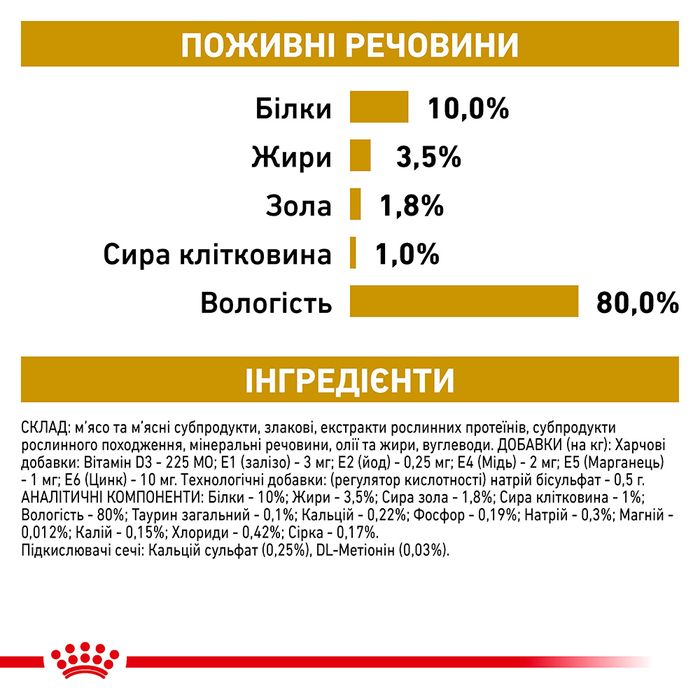 ПОЖИВНІ РЕЧОВИНИ
Білки 10,0%
Жири 3,5%
Зола 1,8%
Сира клітковина 1,0%
Вологість 80,0%
ІНГРЕДІЄНТИ
СКЛАД: м'ясо та м'ясні субпродукти, злакові, екстракти рослинних протеїнів, субпродукти
рослинного походження, мінеральні речовини, олії та жири, вуглеводи. ДОБАВКИ (на кг): Харчові
добавки: Вітамін D3 - 225 МО; Е1 (залізо) - 3 мг; Е2 (йод) - 0,25 мг; Е4 (Мідь) - 2 мг; Е5 (Марганець)
- 1 мг; Е6 (Цинк) - 10 мг. Технологічні добавки: (регулятор кислотності) натрій бісульфат - 0,5 г.
АНАЛІТИЧНІ КОМПОНЕНТИ: Білки - 10%; Жири - 3,5%; Сира зола - 1,8%; Сира клітковина - 1%;
Вологість - 80%; Таурин загальний - 0,1%; Кальцій - 0,22%; Фосфор - 0,19%; Натрій - 0,3%; Магній -
0,012%; Калій - 0,15%; Хлориди - 0,42%; Сірка - 0,17%.
Підкислювачі сечі: Кальцій сульфат (0,25%), DL-Метіонін (0,03%).